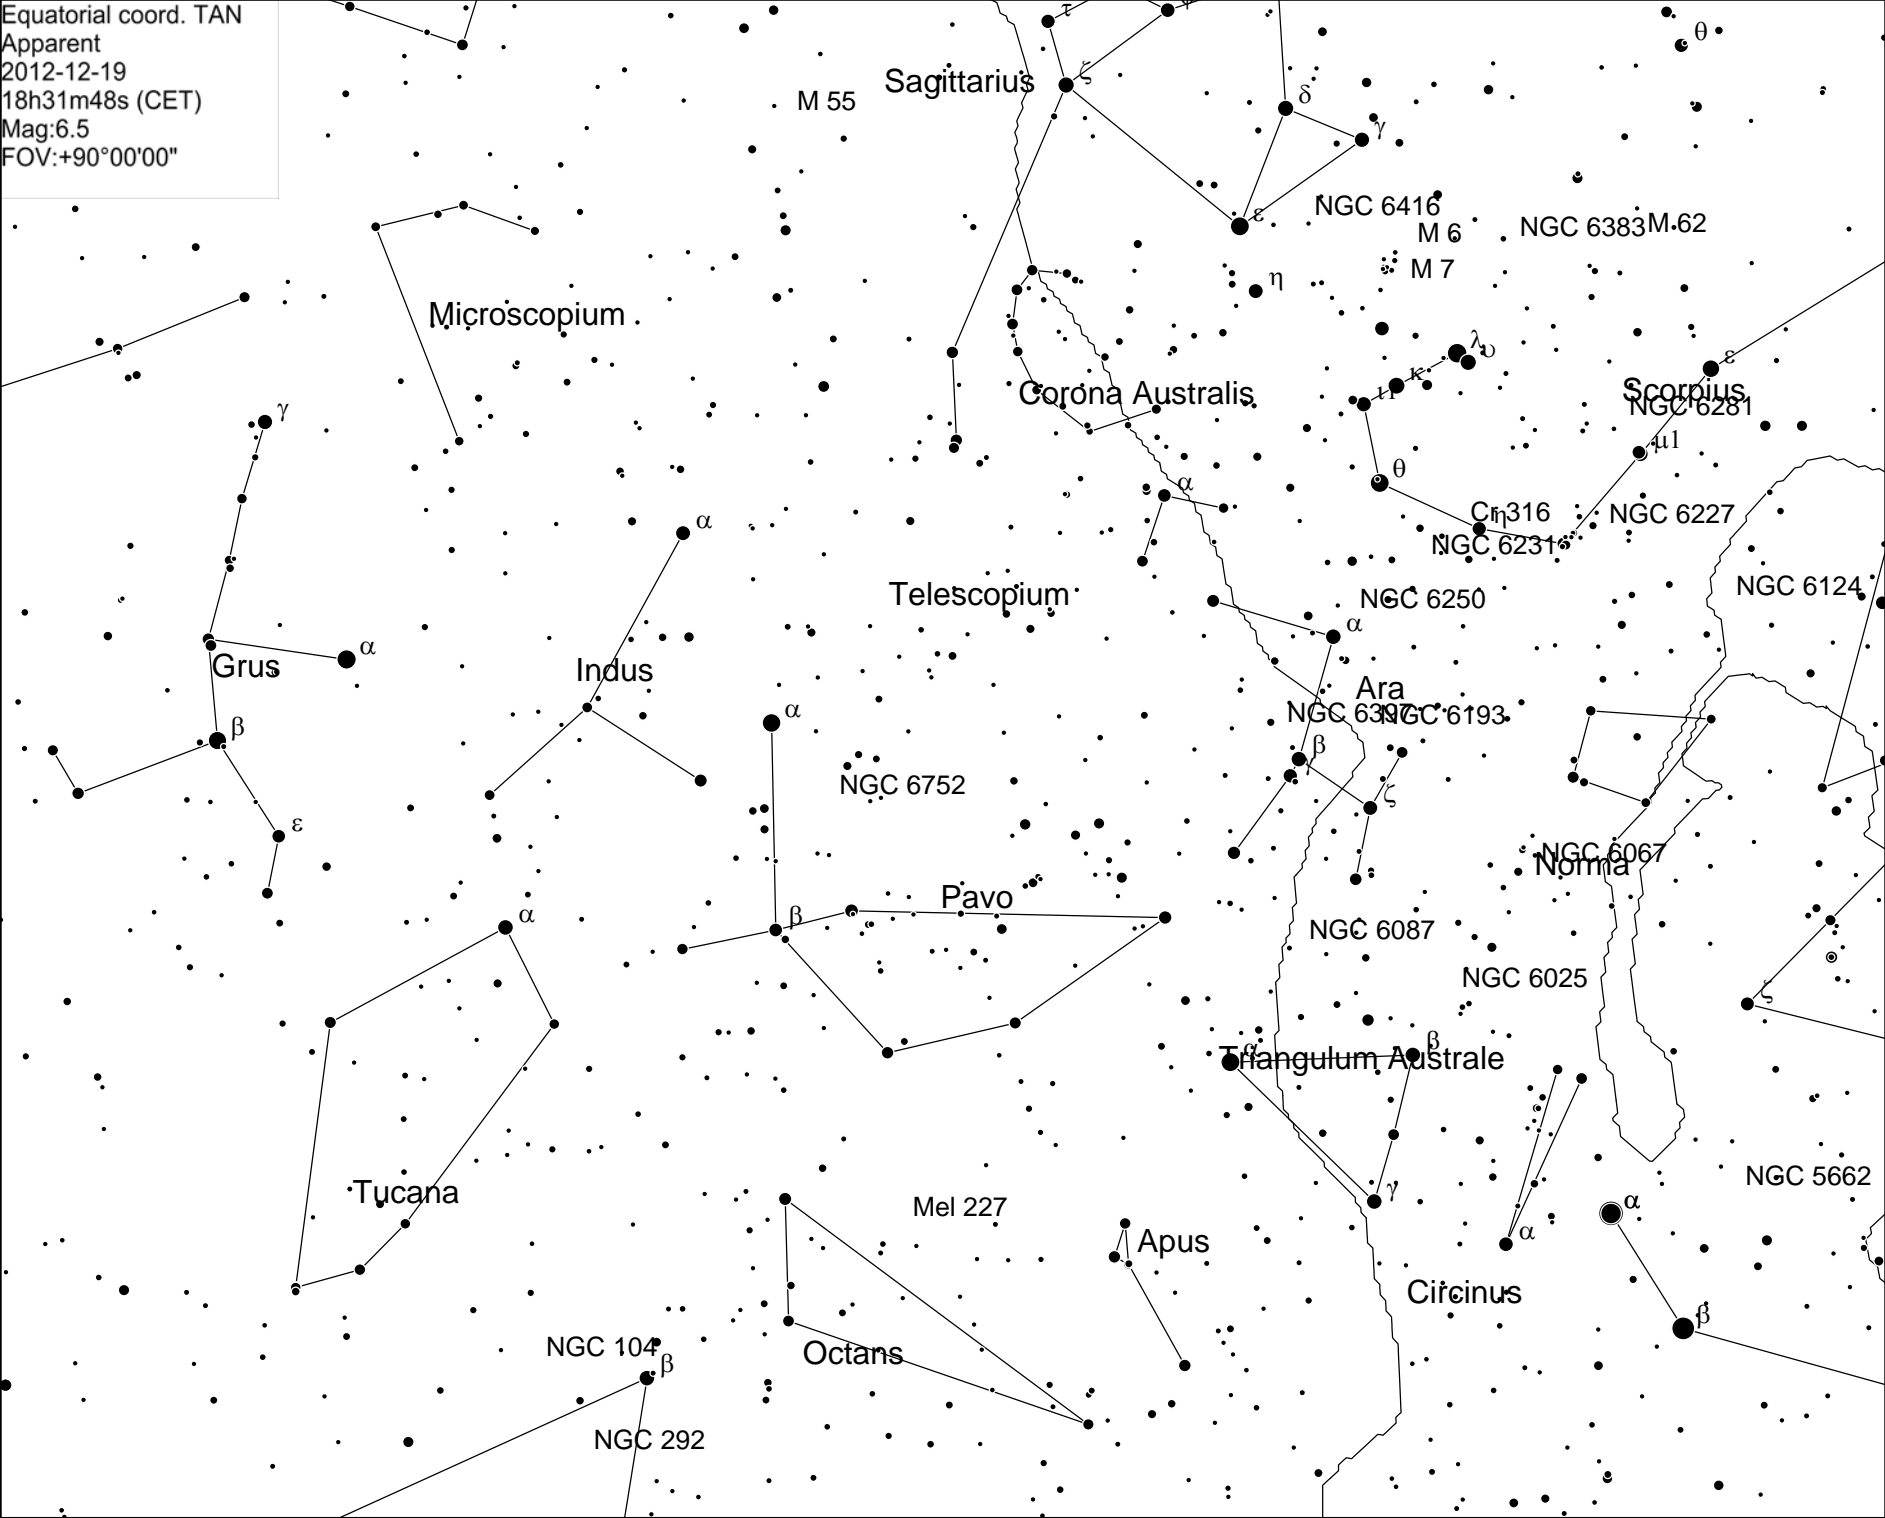 Equatorial coord. TAN
Apparent
2012-12-19
18h31m48s (CET)
Mag:6.5
FOV:+90°00'00"
τ
θ
Sagittarius
ζ
M 55
δ
γ
NGC 6416
ε
M 6
NGC 6383
M 62
M 7
η
Microscopium
λ
υ
ε
κ
ι1
Corona Australis
Scorpius
NGC 6281
γ
μ1
θ
α
Cr 316
η
NGC 6227
α
NGC 6231
NGC 6124
Telescopium
NGC 6250
α
α
Grus
Indus
Ara
α
NGC 6397
NGC 6193
β
β
γ
NGC 6752
ζ
ε
NGC 6067
Norma
Pavo
α
β
NGC 6087
NGC 6025
ζ
α
β
Triangulum Australe
NGC 5662
Tucana
γ
α
Mel 227
Apus
α
Circinus
β
NGC 104
Octans
β
NGC 292